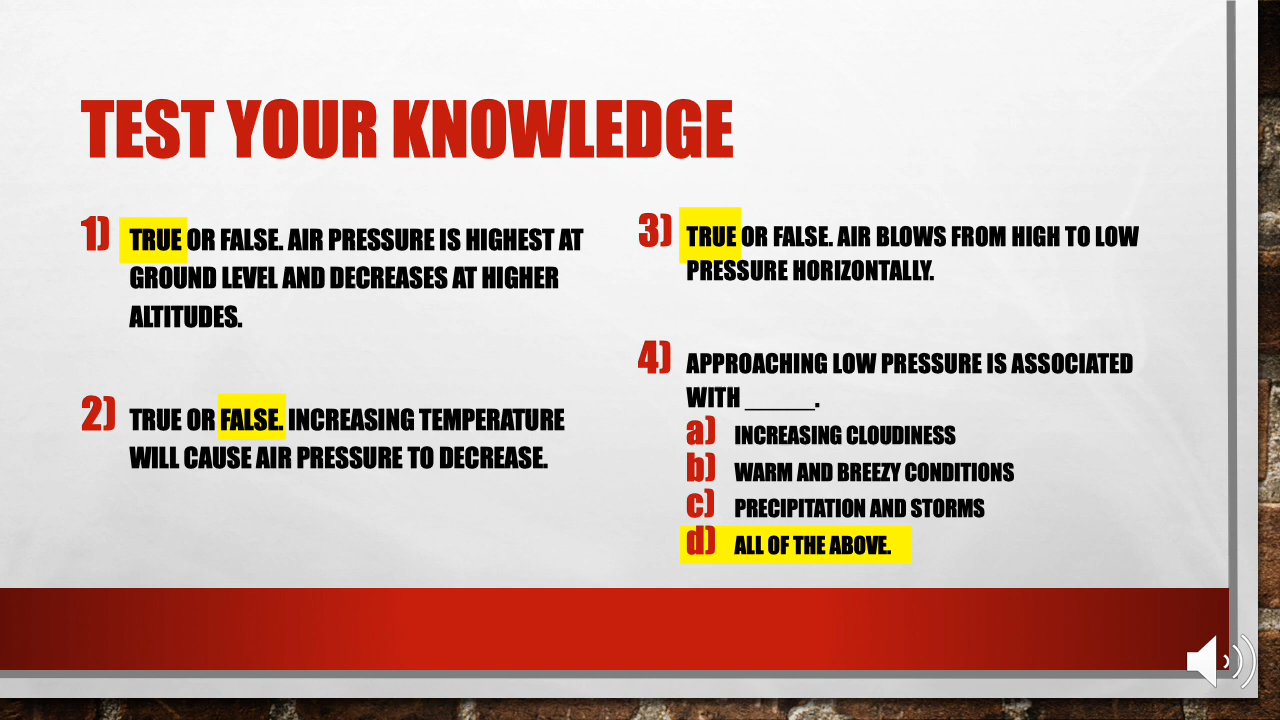 TEST YOUR KNOWLEDGE
1) TRUE OR FALSE. AIR PRESSURE IS HIGHEST AT
GROUND LEVEL AND DECREASES AT HIGHER
ALTITUDES.
2) TRUE OR FALSE. INCREASING TEMPERATURE
WILL CAUSE AIR PRESSURE TO DECREASE.
3) TRUE OR FALSE. AIR BLOWS FROM HIGH TO LOW
PRESSURE HORIZONTALLY.
4) APPROACHING LOW PRESSURE IS ASSOCIATED
WITH _____.
a) INCREASING CLOUDINESS
b) WARM AND BREEZY CONDITIONS
c) PRECIPITATION AND STORMS
d) ALL OF THE ABOVE.